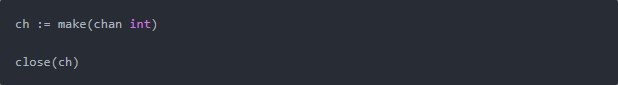 ch := make(chan int)
close(ch)